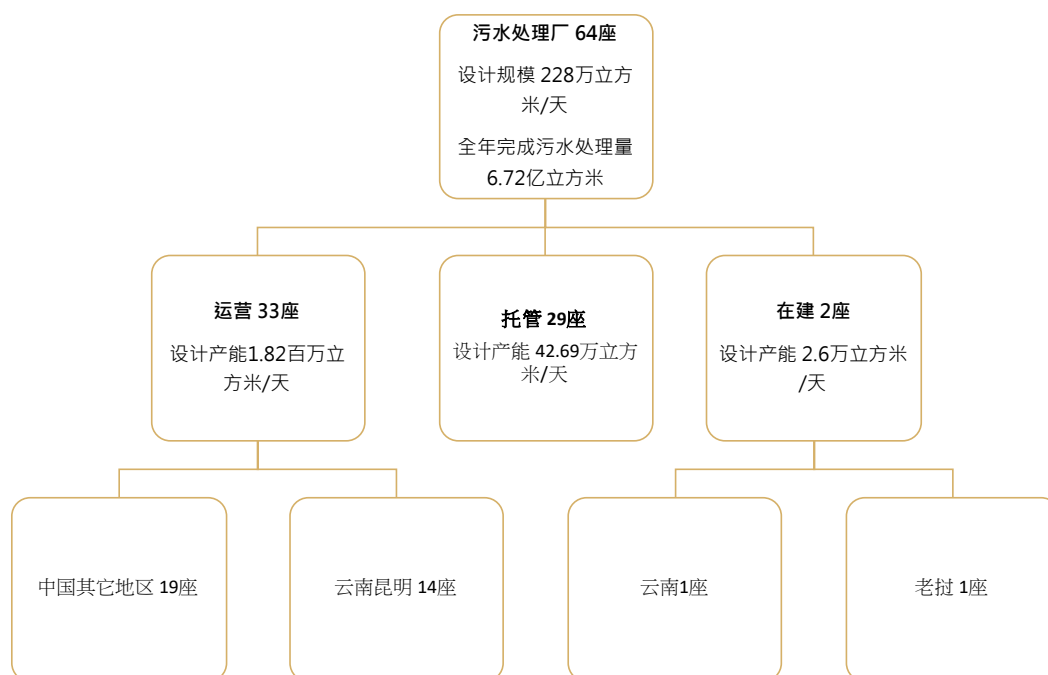 污水处理厂 64座
设计规模 228万立方
米/天
全年完成污水处理量
6.72亿立方米
运营 33座
设计产能1.82百万立
方米/天
托管 29座
设计产能 42.69万立方
米/天
在建 2座
设计产能 2.6万立方米
/天
中国其它地区 19座
云南昆明 14座
云南1座
老挝 1座